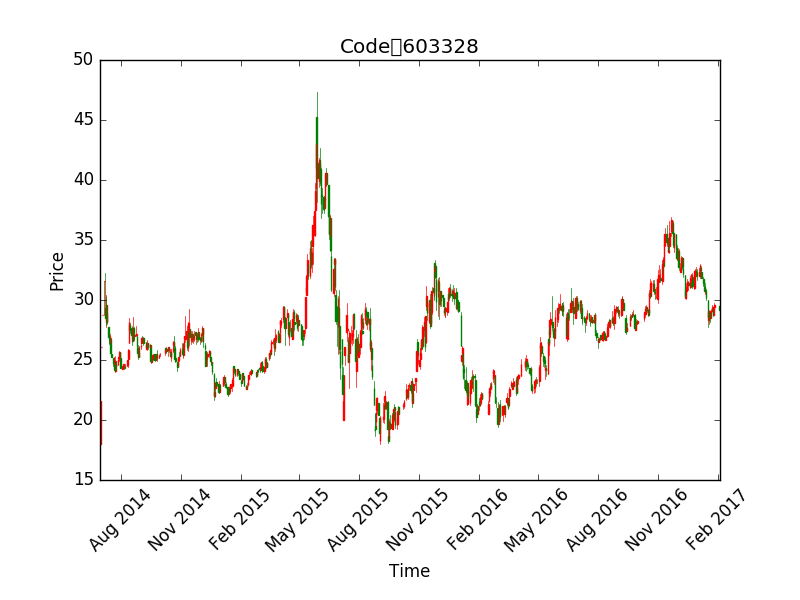 Code▯603328
50
45
40
35
30
25
20
15
Price
Aug 2014
Nov 2014
Feb 2015
May 2015
Aug 2015
Nov 2015
Feb 2016
May 2016
Aug 2016
Nov 2016
Feb 2017
Time